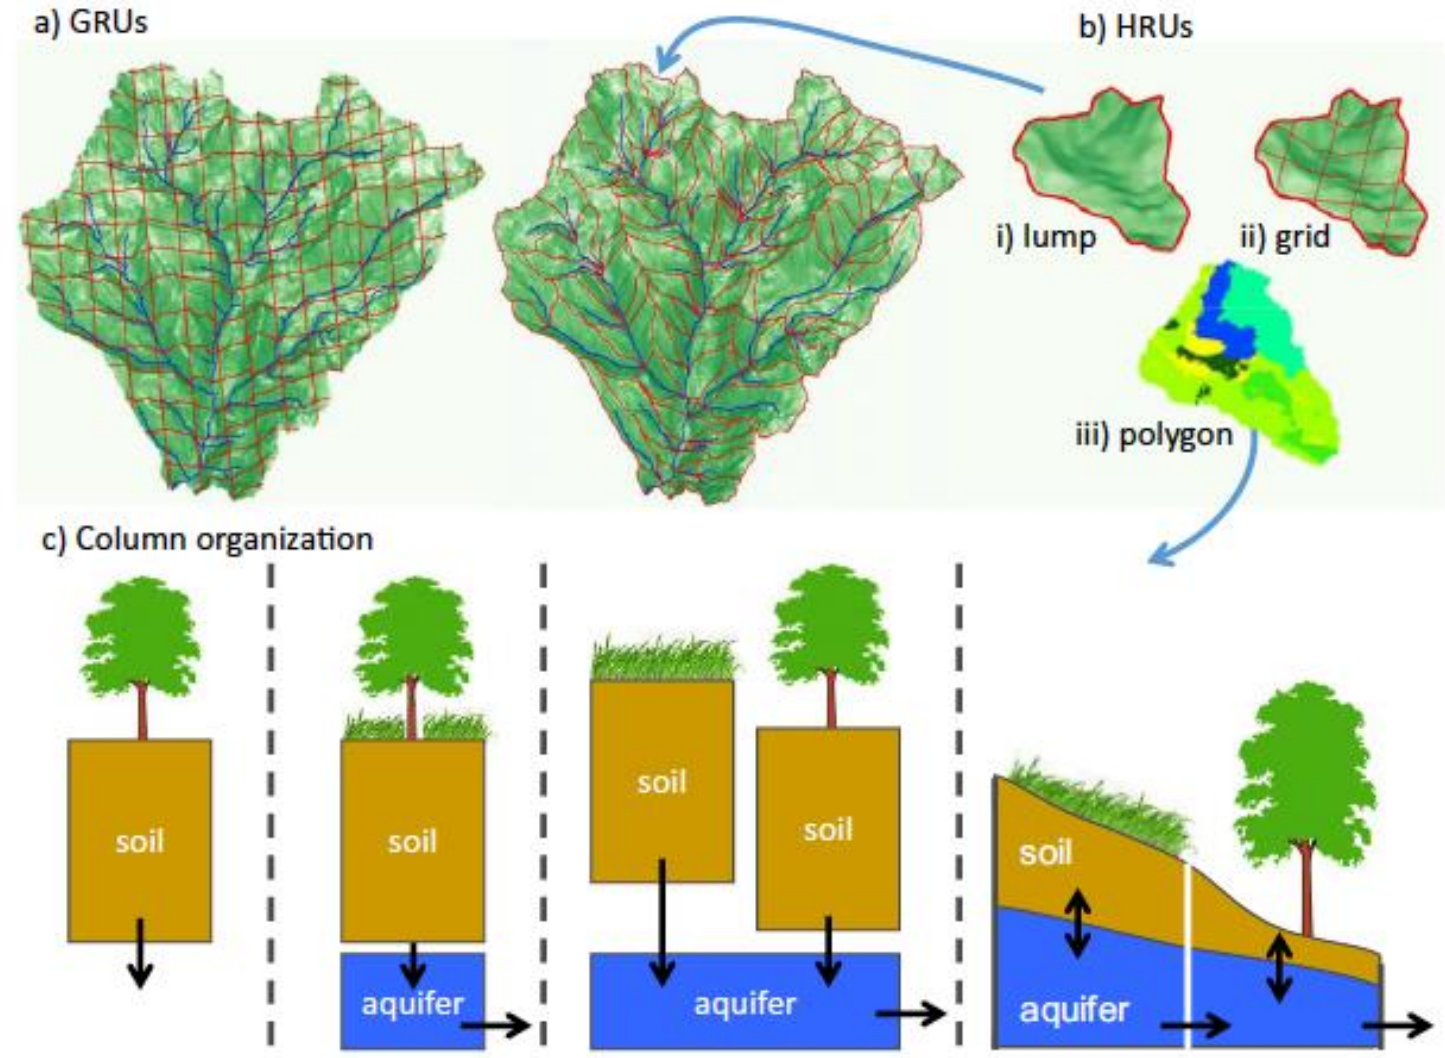 a) GRUs
b) HRUs
i) lump
ii) grid
iii) polygon
c) Column organization
soil
soil
aquifer
soil
soil
aquifer
soil
aquifer